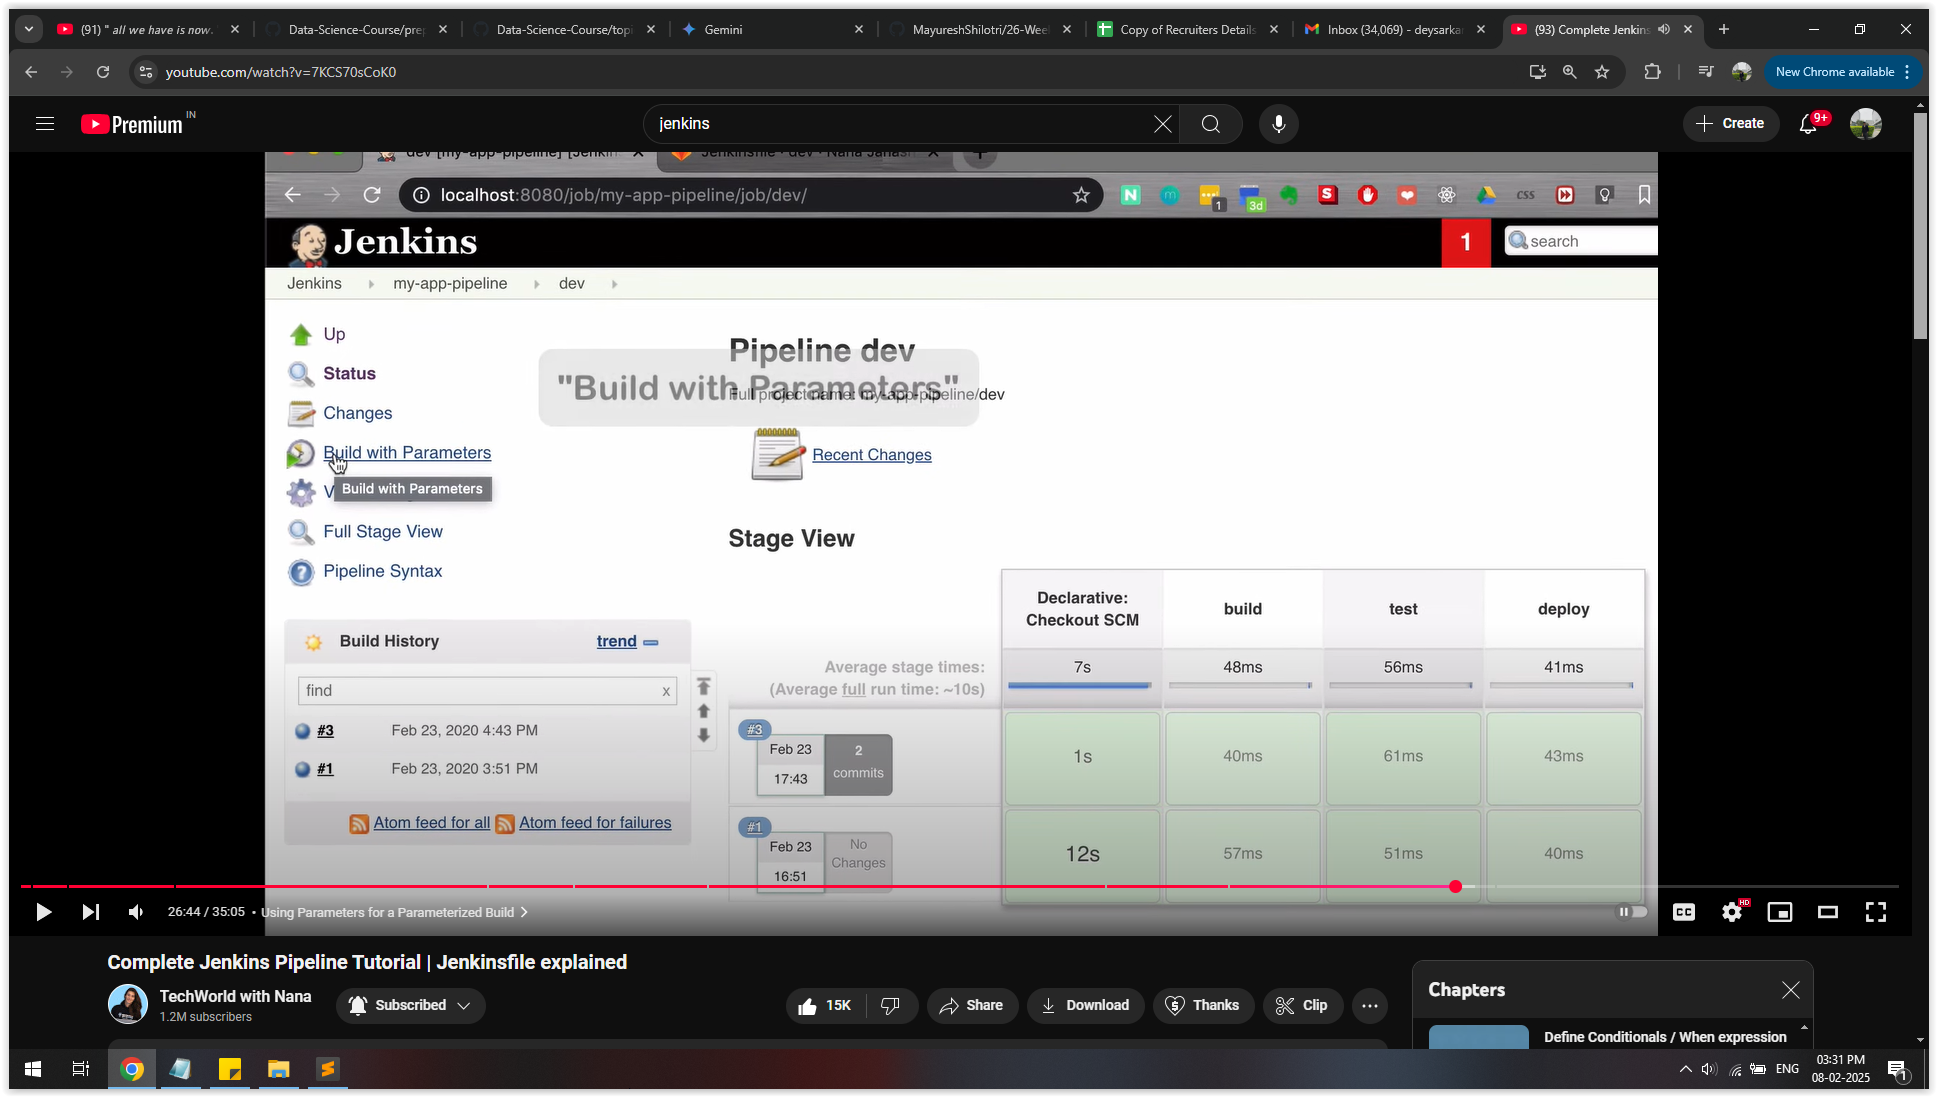 (91) " all we have is now.
Data-Science-Course/prep
Data-Science-Course/topi
Gemini
MayureshShilotri/26-Wee
Copy of Recruiters Details
Inbox (34,069) - deysarka
(93) Complete Jenkins
youtube.com/watch?v=7KCS70sCoK0
New Chrome available
Premium IN
jenkins
Create
9+
dev [my-app-pipeline] [Jenkin
Jenkinsfile · dev · Nana Janash
localhost:8080/job/my-app-pipeline/job/dev/
N
m
1
3d
S
css
Jenkins
1
search
Jenkins
my-app-pipeline
dev
Up
Status
Changes
Build with Parameters
V
Build with Parameters
Full Stage View
Pipeline Syntax
Pipeline dev
"Build with Parameters"
Full project name: my-app-pipeline/dev
Recent Changes
Stage View
Declarative: Checkout SCM
build
test
deploy
Average stage times:
(Average full run time: ~10s)
7s
48ms
56ms
41ms
Build History
trend
find
x
#3
Feb 23, 2020 4:43 PM
#1
Feb 23, 2020 3:51 PM
Atom feed for all
Atom feed for failures
#3
Feb 23
17:43
2
commits
1s
40ms
61ms
43ms
#1
Feb 23
16:51
No
Changes
12s
57ms
51ms
40ms
26:44 / 35:05 • Using Parameters for a Parameterized Build
CC
HD
Complete Jenkins Pipeline Tutorial | Jenkinsfile explained
TechWorld with Nana
1.2M subscribers
Subscribed
15K
Share
Download
Thanks
Clip
Chapters
Define Conditionals / When expression
ENG
03:31 PM
08-02-2025
1